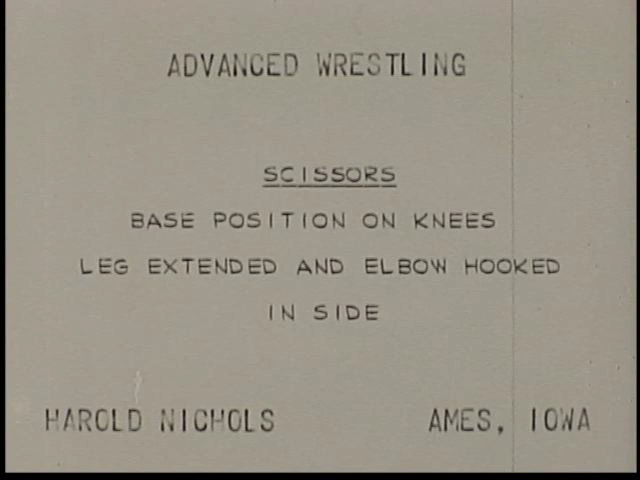 ADVANCED WRESTLING
SCISSORS
BASE POSITION ON KNEES
LEG EXTENDED AND ELBOW HOOKED
IN SIDE
HAROLD NICHOLS AMES, IOWA